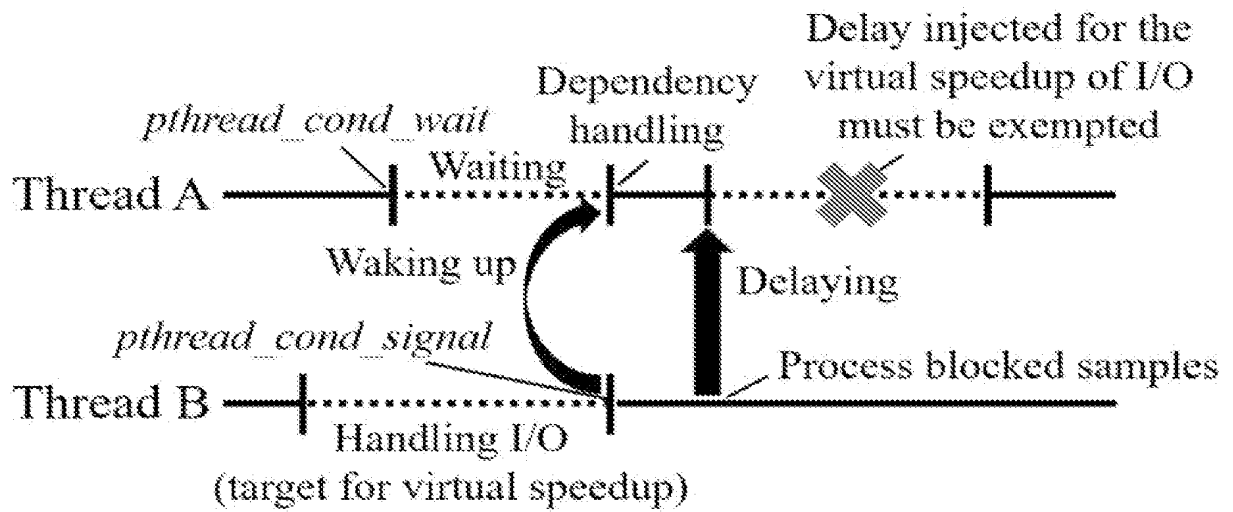 Delay injected for the
virtual speedup of I/O
must be exempted
Dependency
handling
pthread_cond_wait
Waiting
Thread A
Waking up
Delaying
pthread_cond_signal
Process blocked samples
Thread B
Handling I/O
(target for virtual speedup)